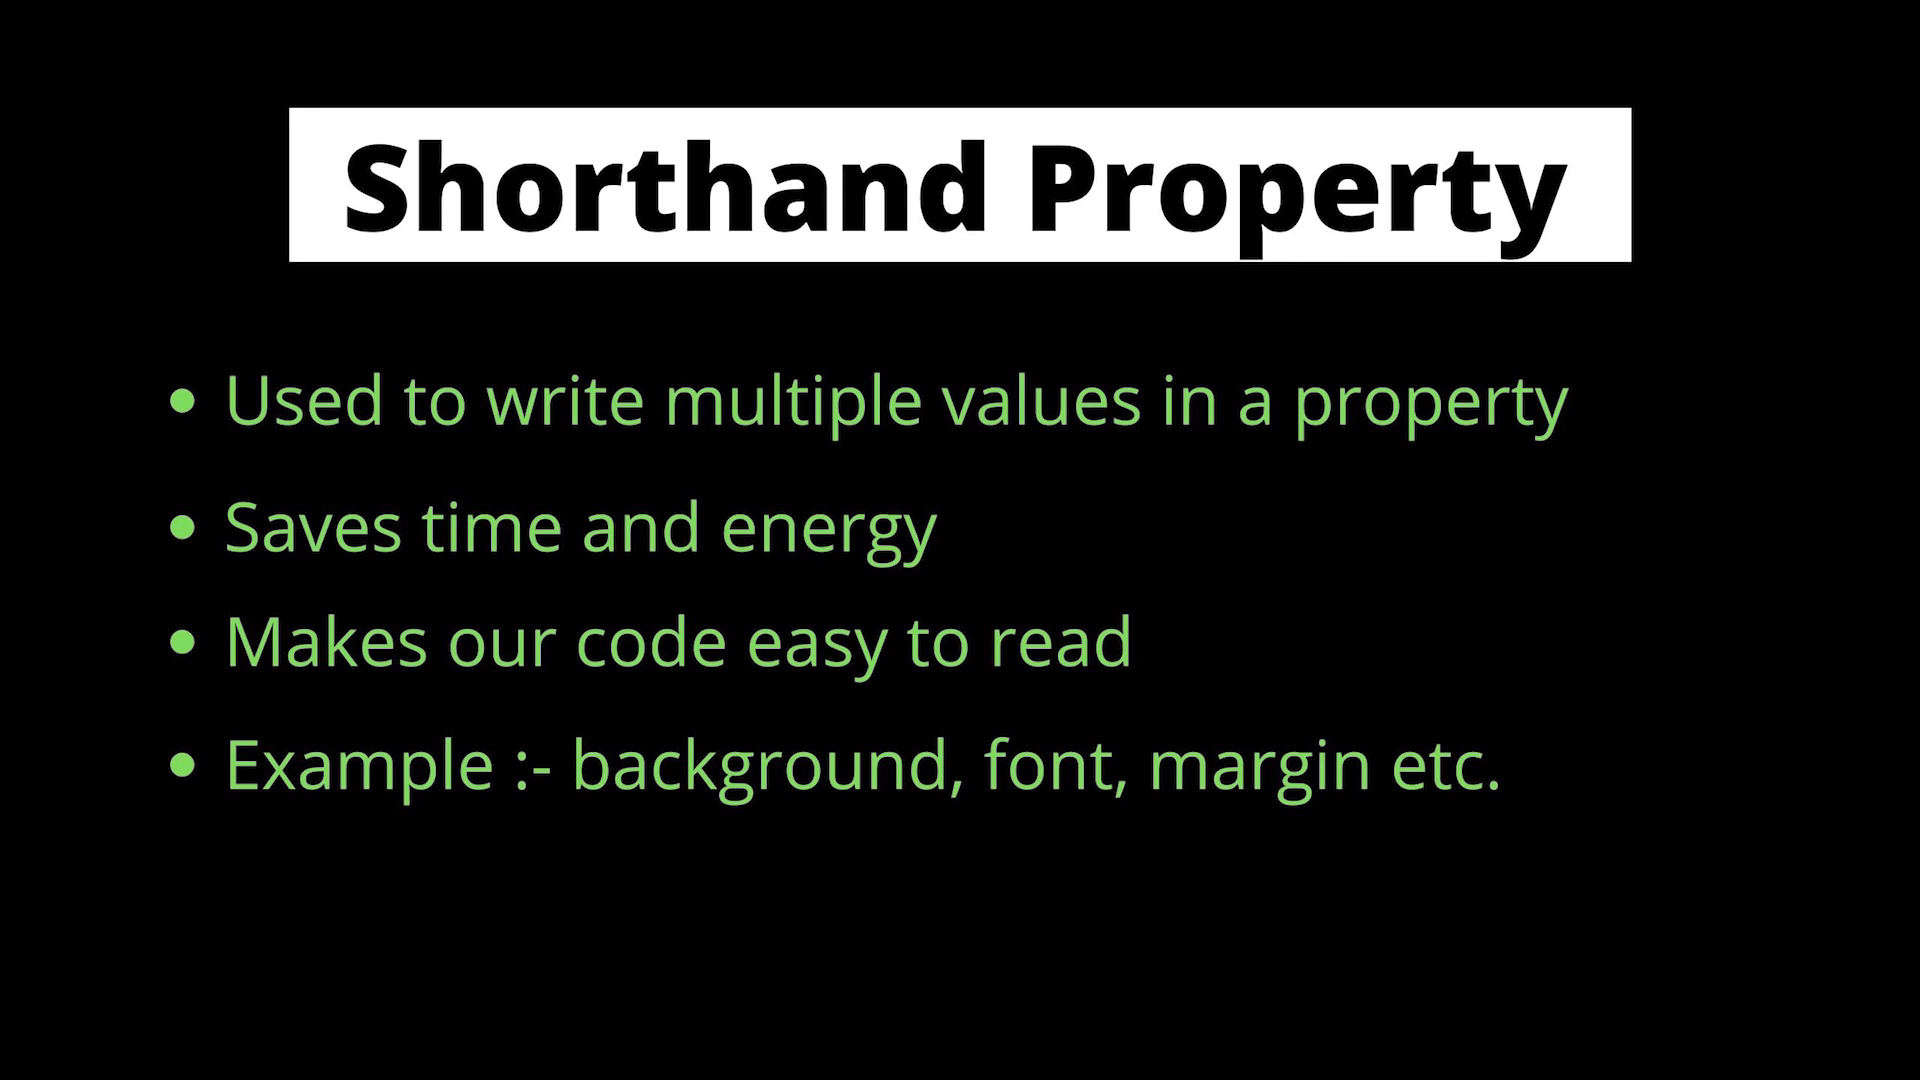 Shorthand Property
• Used to write multiple values in a property
• Saves time and energy
• Makes our code easy to read
• Example :- background, font, margin etc.